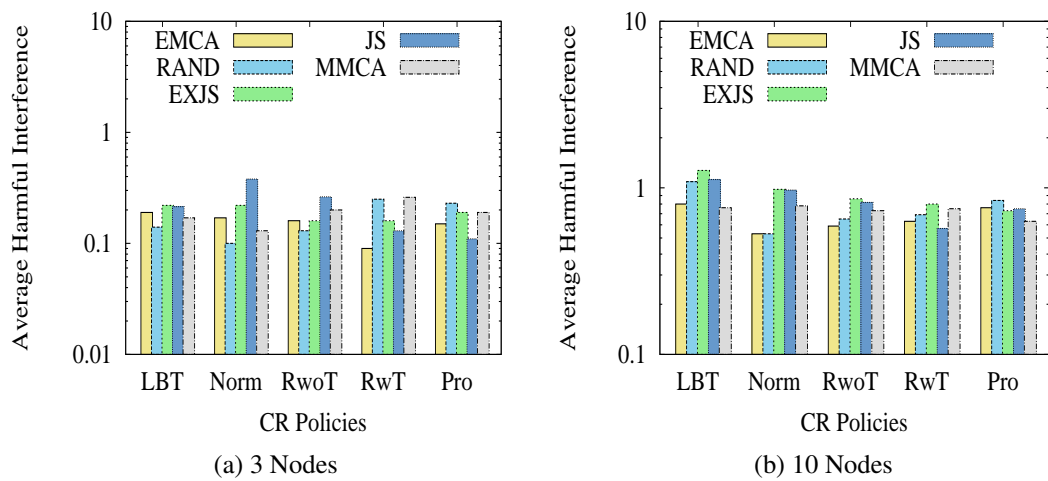 Average Harmful Interference
10
1
0.1
0.01
EMCA
RAND
EXJS
JS
MMCA
LBT Norm RwoT RwT Pro
CR Policies
(a) 3 Nodes
Average Harmful Interference
10
1
0.1
EMCA
RAND
EXJS
JS
MMCA
LBT Norm RwoT RwT Pro
CR Policies
(b) 10 Nodes